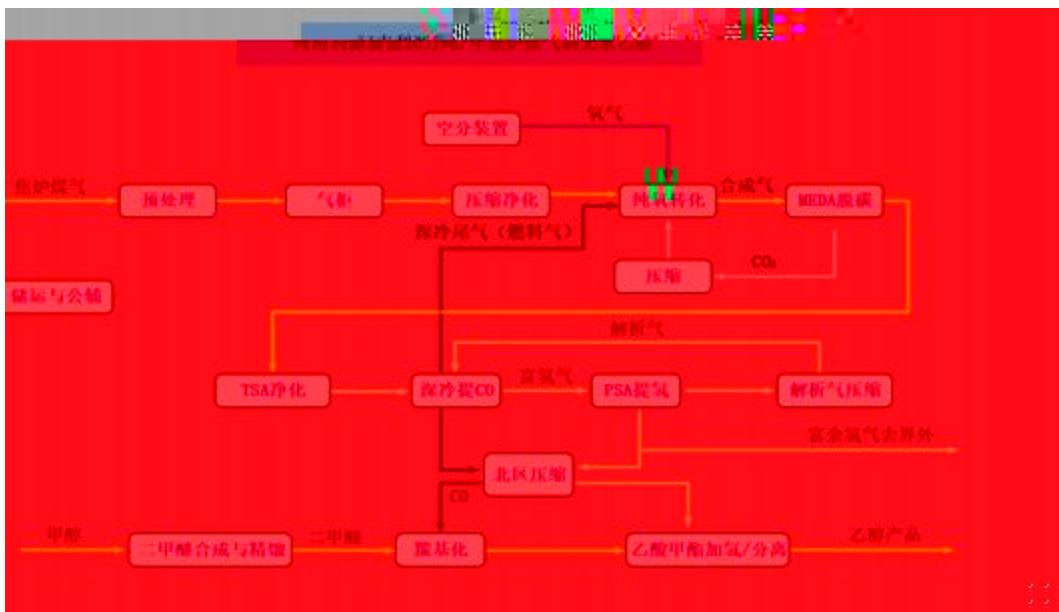 空分装置
氧气
焦炉煤气
预处理
气柜
压缩净化
纯氧转化
合成气
MEDA脱碳
深冷尾气（燃料气）
压缩
CO₂
储运与公辅
解析气
TSA净化
深冷提CO
富氢气
PSA提氢
解析气压缩
富余氢气去界外
北区压缩
CO
甲醇
二甲醚合成与精馏
二甲醚
羰基化
乙酸甲酯加氢/分离
乙醇产品